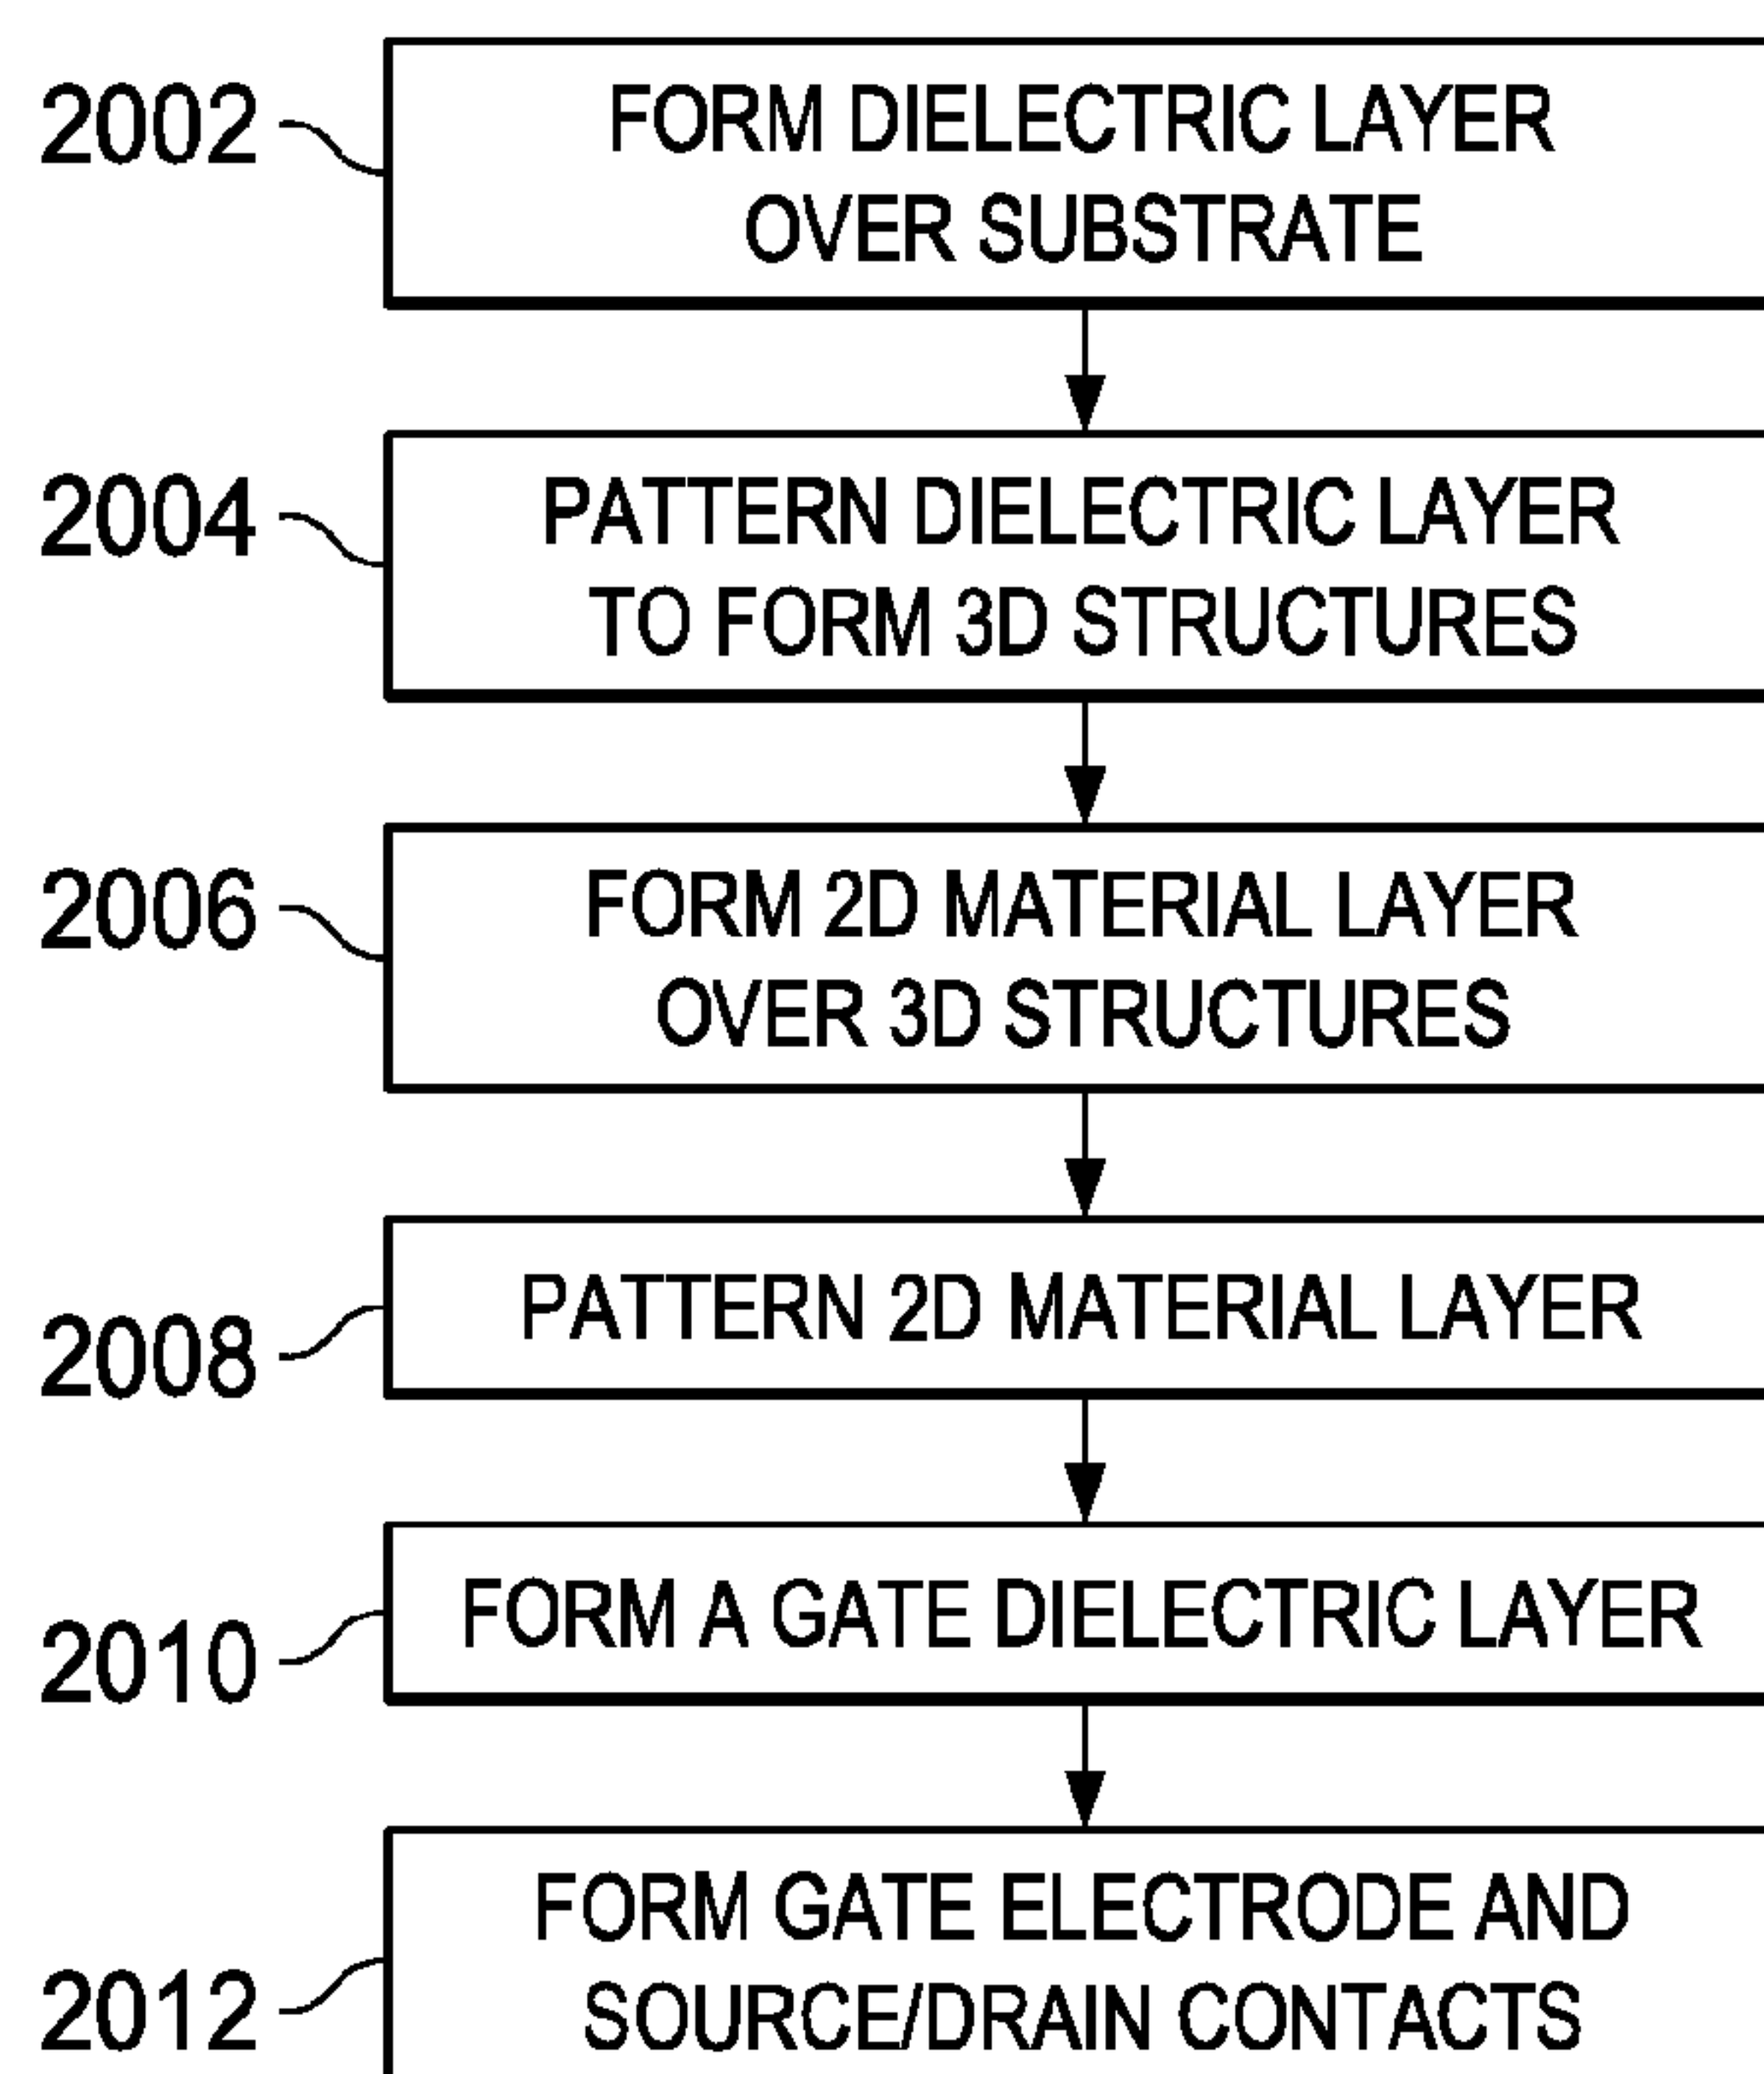 2002
FORM DIELECTRIC LAYER
OVER SUBSTRATE
2004
PATTERN DIELECTRIC LAYER
TO FORM 3D STRUCTURES
2006
FORM 2D MATERIAL LAYER
OVER 3D STRUCTURES
2008
PATTERN 2D MATERIAL LAYER
2010
FORM A GATE DIELECTRIC LAYER
2012
FORM GATE ELECTRODE AND
SOURCE/DRAIN CONTACTS